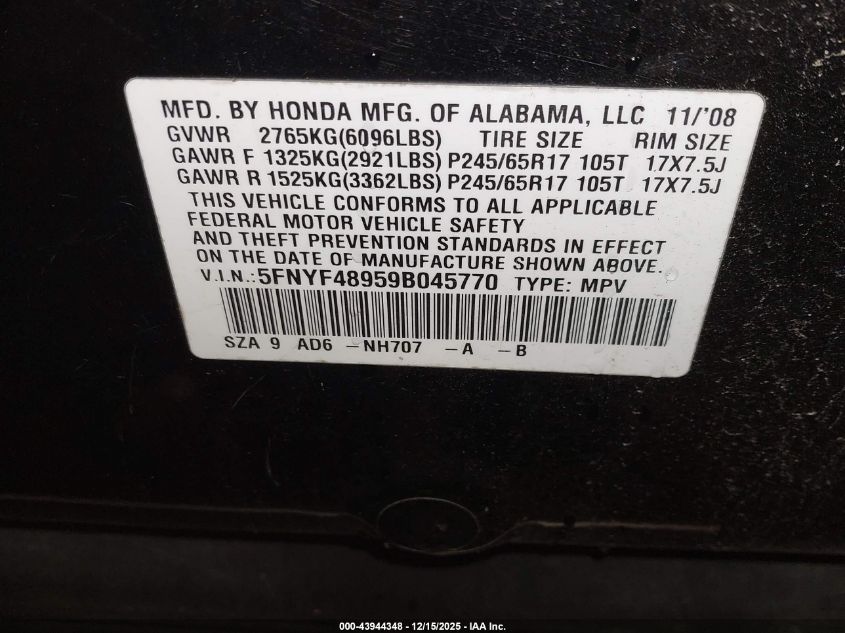 MFD. BY HONDA MFG. OF ALABAMA, LLC 11/'08
GVWR 2765KG(6096LBS) TIRE SIZE RIM SIZE
GAWR F 1325KG(2921LBS) P245/65R17 105T 17X7.5J
GAWR R 1525KG(3362LBS) P245/65R17 105T 17X7.5J
THIS VEHICLE CONFORMS TO ALL APPLICABLE
FEDERAL MOTOR VEHICLE SAFETY
AND THEFT PREVENTION STANDARDS IN EFFECT
ON THE DATE OF MANUFACTURE SHOWN ABOVE.
V.I.N.:5FNYF48959B045770 TYPE: MPV
SZA 9 AD6 -NH707 -A -B
000-43944348 - 12/15/2025 - IAA Inc.